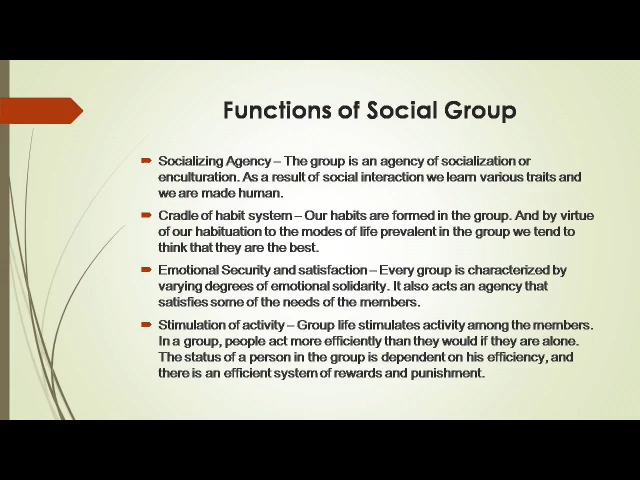 Functions of Social Group
Socializing Agency – The group is an agency of socialization or
enculturation. As a result of social interaction we learn various traits and
we are made human.
Cradle of habit system – Our habits are formed in the group. And by virtue
of our habituation to the modes of life prevalent in the group we tend to
think that they are the best.
Emotional Security and satisfaction – Every group is characterized by
varying degrees of emotional solidarity. It also acts an agency that
satisfies some of the needs of the members.
Stimulation of activity – Group life stimulates activity among the members.
In a group, people act more efficiently than they would if they are alone.
The status of a person in the group is dependent on his efficiency, and
there is an efficient system of rewards and punishment.